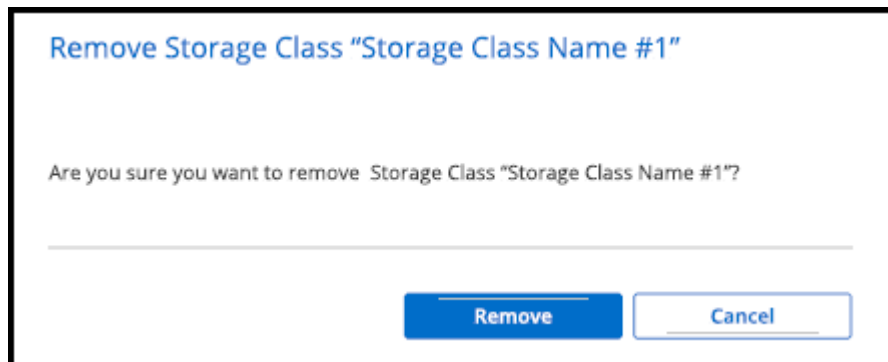 Remove Storage Class “Storage Class Name #1”
Are you sure you want to remove  Storage Class “Storage Class Name #1”?
Remove
Cancel